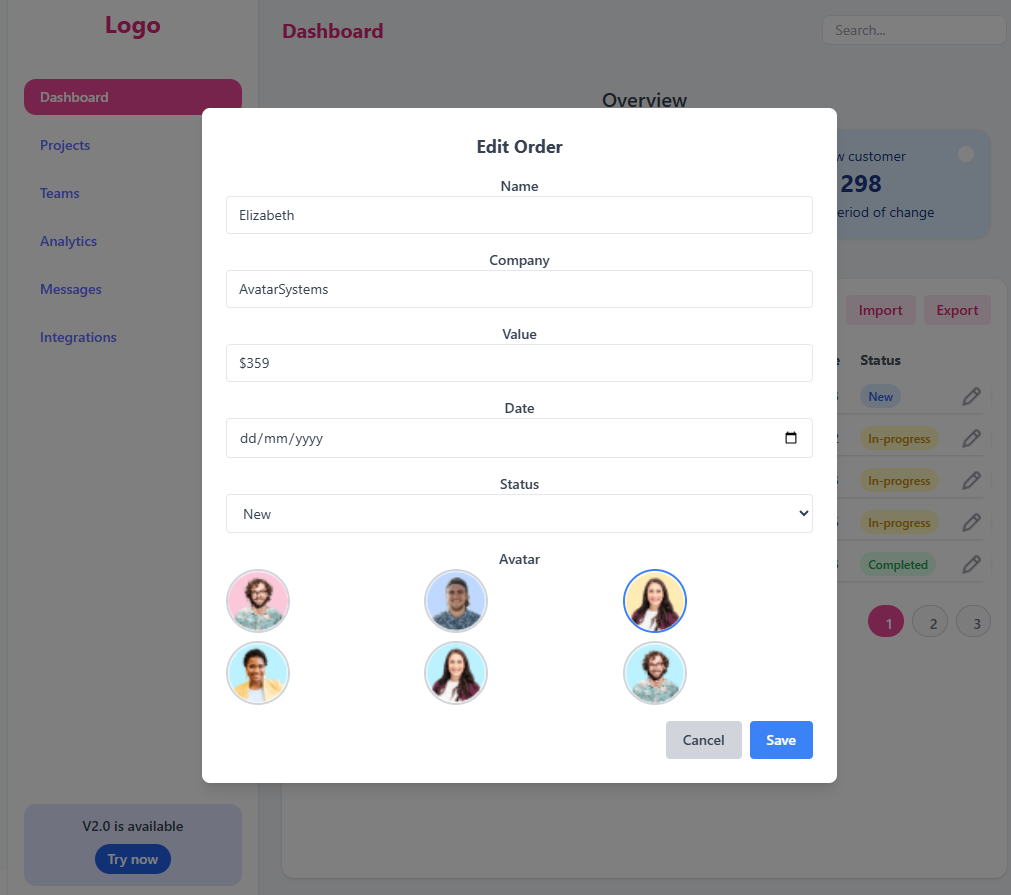 Logo
Dashboard
Projects
Teams
Analytics
Messages
Integrations
V2.0 is available
Try now
Dashboard
Search...
Overview
customer
298
of change
Import
Export
Status
New
In-progress
In-progress
In-progress
Completed
1 2 3
Edit Order
Name
Elizabeth
Company
AvatarSystems
Value
$359
Date
dd/mm/yyyy
Status
New
Avatar
Cancel
Save